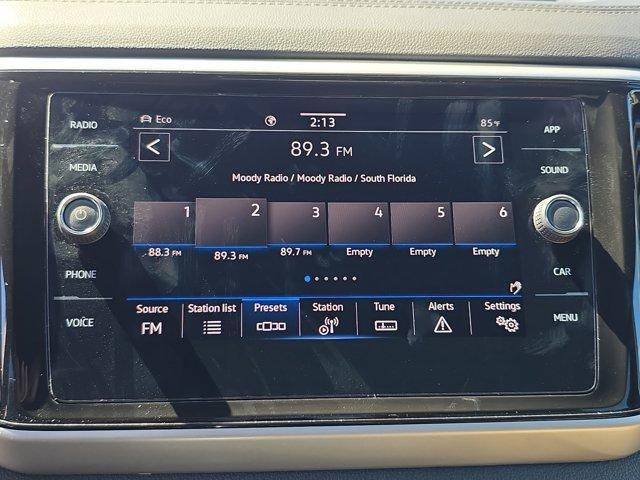 RADIO
MEDIA
PHONE
VOICE
Eco
2:13
85°F
89.3 FM
Moody Radio / Moody Radio / South Florida
1 2 3 4 5 6
88.3 FM 89.3 FM 89.7 FM Empty Empty Empty
Source Station list Presets Station Tune Alerts Settings
FM
APP
SOUND
CAR
MENU